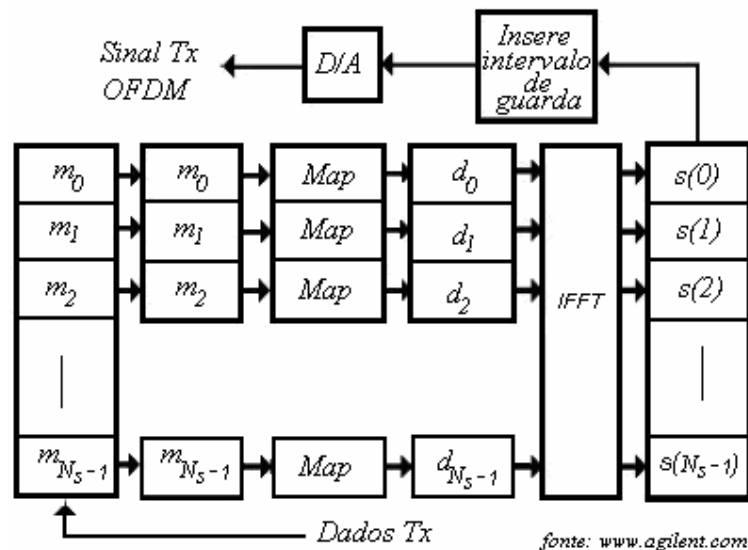 Sinal Tx
OFDM
D/A
Insere
intervalo
de
guarda
m0 m0 Map d0 s(0)
m1 m1 Map d1 s(1)
m2 m2 Map d2 IFFT s(2)
mNs-1 mNs-1 Map dNs-1 s(Ns-1)
Dados Tx
fonte: www.agilent.com